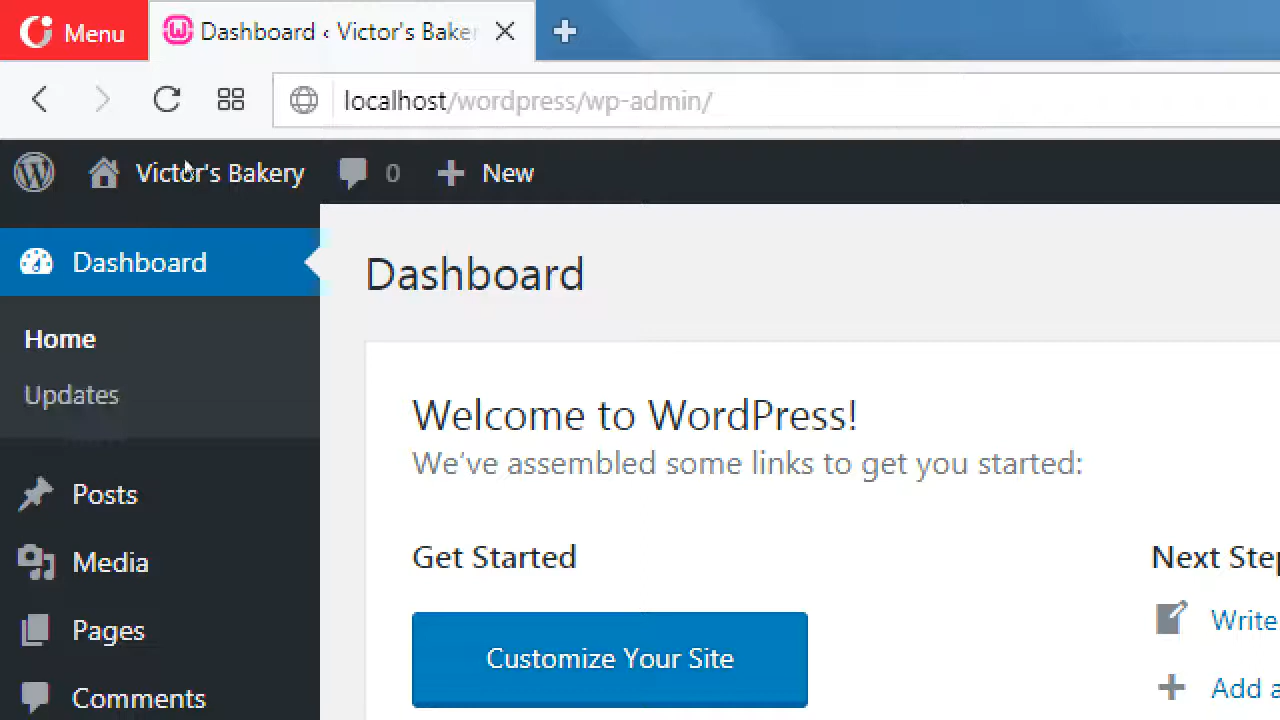 Menu
Dashboard ‹ Victor's Baker
localhost/wordpress/wp-admin/
Victor's Bakery
0
New
Dashboard
Home
Updates
Posts
Media
Pages
Comments
Dashboard
Welcome to WordPress!
We've assembled some links to get you started:
Get Started
Customize Your Site
Next Step
Write
Add a